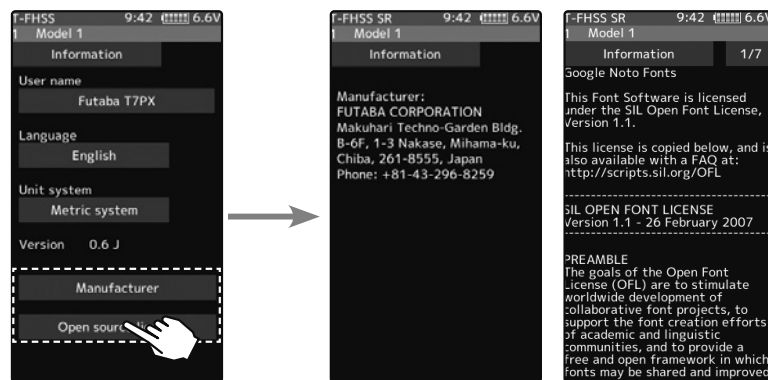 T-FHSS 9:42 6.6V
1 Model 1
Information
User name
Futaba T7PX
Language
English
Unit system
Metric system
Version 0.6 J
Manufacturer
Open sour
T-FHSS SR 9:42 6.6V
1 Model 1
Information
Manufacturer:
FUTABA CORPORATION
Makuhari Techno-Garden Bldg.
B-6F, 1-3 Nakase, Mihama-ku,
Chiba, 261-8555, Japan
Phone: +81-43-296-8259
T-FHSS SR 9:42 6.6V
1 Model 1
Information 1/7
Google Noto Fonts
This Font Software is licensed
under the SIL Open Font License,
Version 1.1.
This license is copied below, and is
also available with a FAQ at:
http://scripts.sil.org/OFL
SIL OPEN FONT LICENSE
Version 1.1 - 26 February 2007
PREAMBLE
The goals of the Open Font
License (OFL) are to stimulate
worldwide development of
collaborative font projects, to
support the font creation efforts
of academic and linguistic
communities, and to provide a
free and open framework in which
fonts may be shared and improved